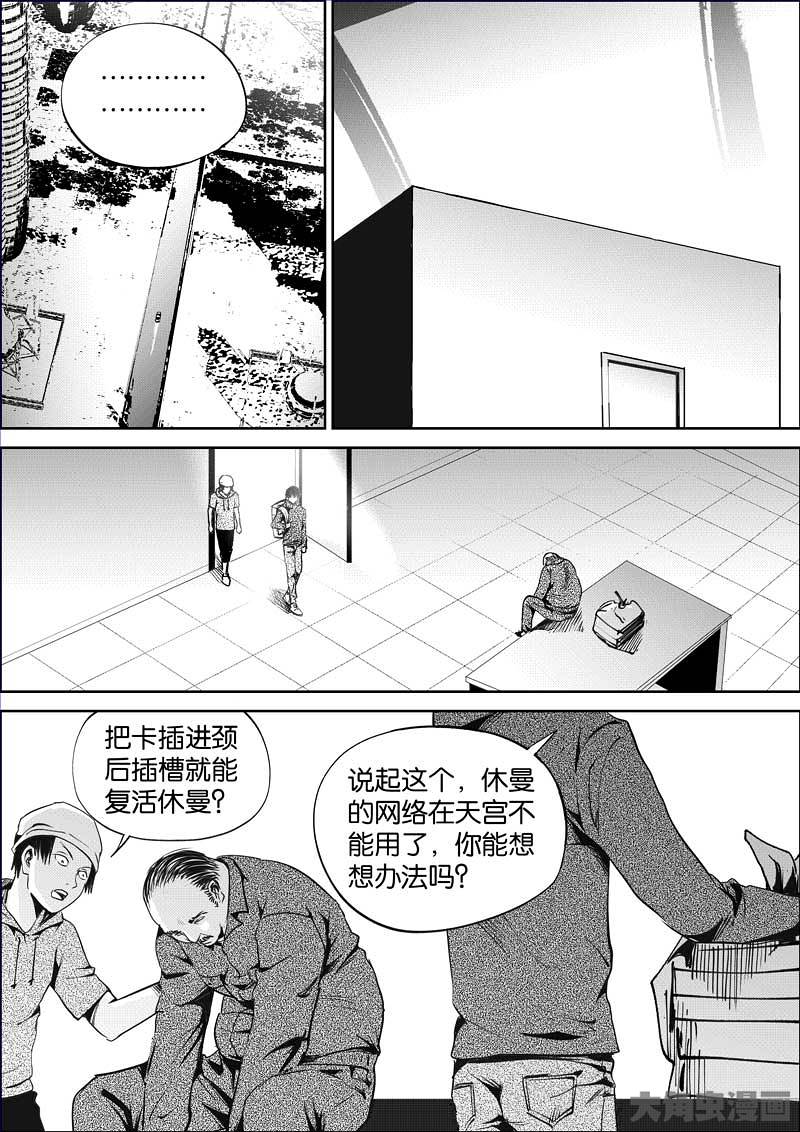 …………
…………
把卡插进颈
后插槽就能
复活休曼？
说起这个，休曼
的网络在天宫不
能用了，你能想
想办法吗？
大角虫漫画